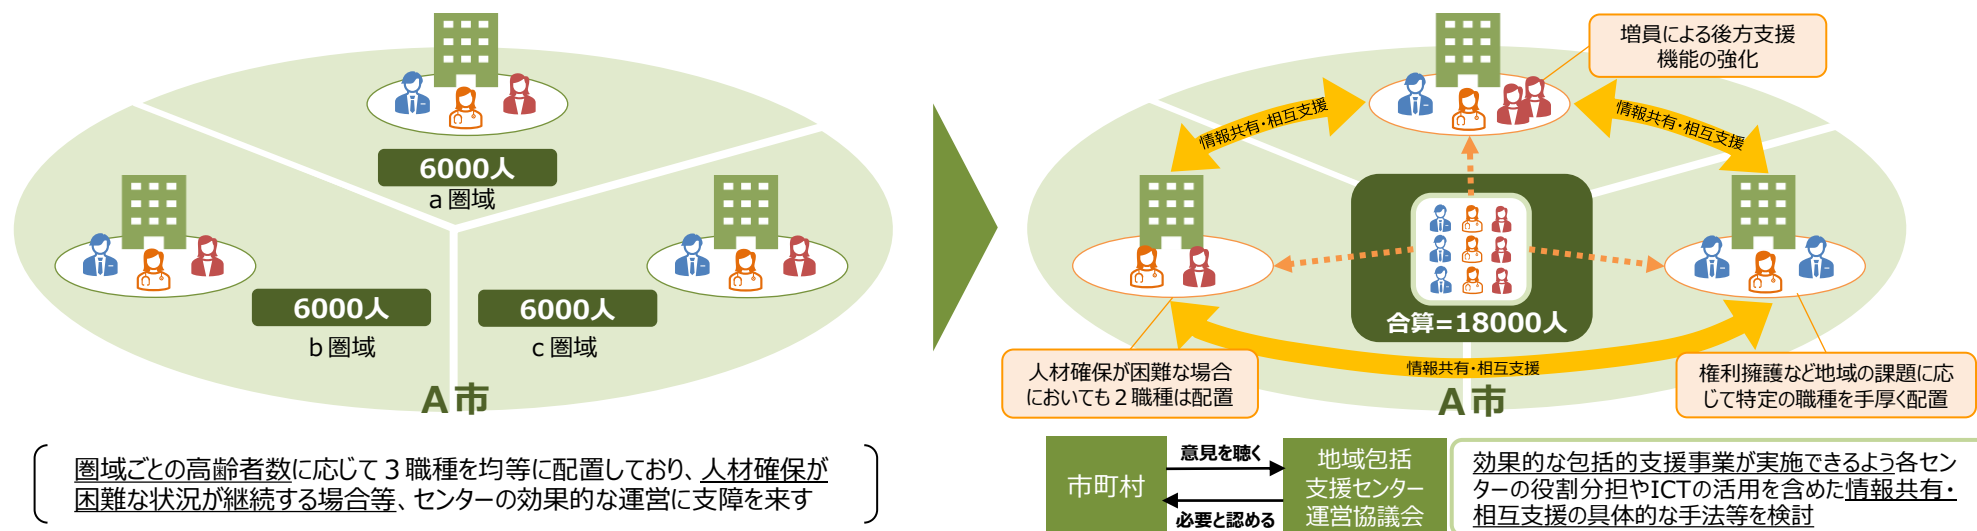 6000人
a圏域
6000人
b圏域
6000人
c圏域
A市
圏域ごとの高齢者数に応じて3職種を均等に配置しており、人材確保が
困難な状況が継続する場合等、センターの効果的な運営に支障を来す
増員による後方支援
機能の強化
情報共有・相互支援
情報共有・相互支援
合算=18000人
情報共有・相互支援
人材確保が困難な場合
においても2職種は配置
権利擁護など地域の課題に応
じて特定の職種を手厚く配置
A市
市町村
意見を聴く
必要と認める
地域包括
支援センター
運営協議会
効果的な包括的支援事業が実施できるよう各セン
ターの役割分担やICTの活用を含めた情報共有・
相互支援の具体的な手法等を検討